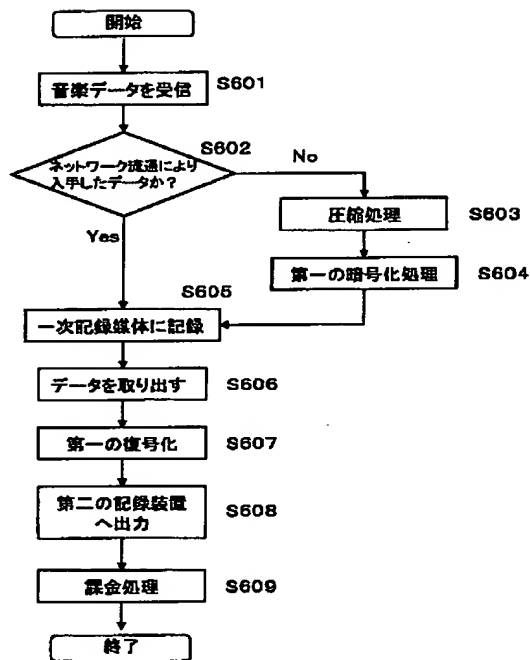 開始
音楽データを受信
S601
S602
ネットワーク流通により
入手したデータか？
No
Yes
圧縮処理
S603
第一の暗号化処理
S604
S605
一次記録媒体に記録
データを取り出す
S606
第一の復号化
S607
第二の記録装置
へ出力
S608
課金処理
S609
終了